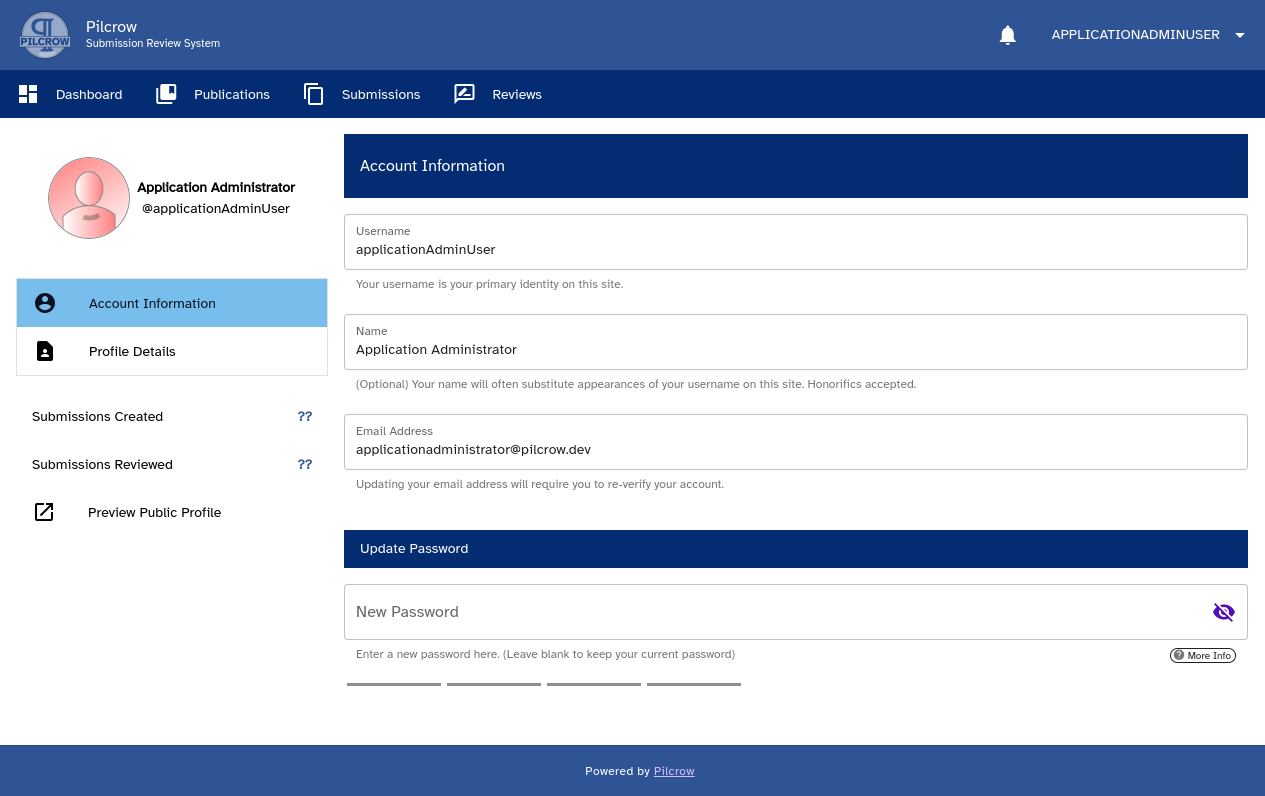 PILCROW
Pilcrow
Submission Review System
APPLICATIONADMINUSER
Dashboard
Publications
Submissions
Reviews
Application Administrator
@applicationAdminUser
Account Information
Profile Details
Submissions Created ??
Submissions Reviewed ??
Preview Public Profile
Account Information
Username
applicationAdminUser
Your username is your primary identity on this site.
Name
Application Administrator
(Optional) Your name will often substitute appearances of your username on this site. Honorifics accepted.
Email Address
applicationadministrator@pilcrow.dev
Updating your email address will require you to re-verify your account.
Update Password
New Password
Enter a new password here. (Leave blank to keep your current password)
? More Info
Powered by Pilcrow